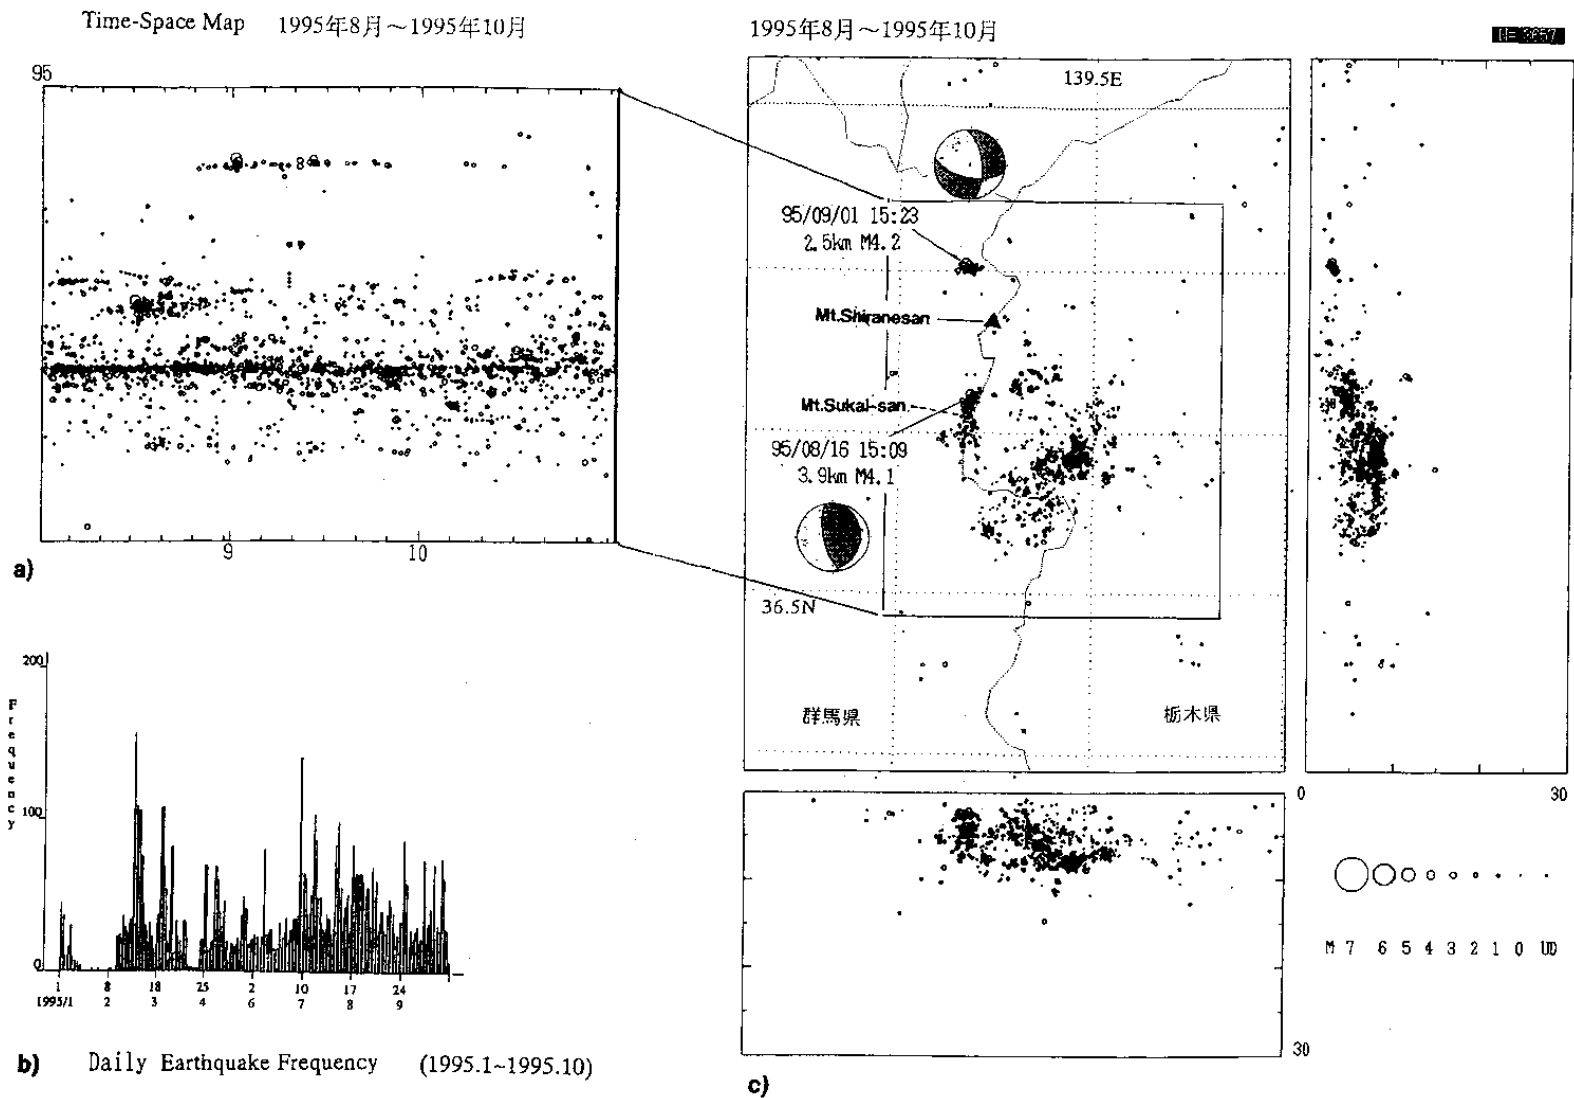 Time-Space Map 1995年8月～1995年10月
95
8
9 10
a)
200
Frequency
100
0
1 8 18 25 2 10 17 24
1995/1 2 3 4 6 7 8 9
b) Daily Earthquake Frequency (1995.1~1995.10)
1995年8月～1995年10月
139.5E
95/09/01 15:23
2.5km M4.2
Mt.Shiranesan
Mt.Sukai-san
95/08/16 15:09
3.9km M4.1
36.5N
群馬県 栃木県
0 30
M 7 6 5 4 3 2 1 0 UD
30
c)